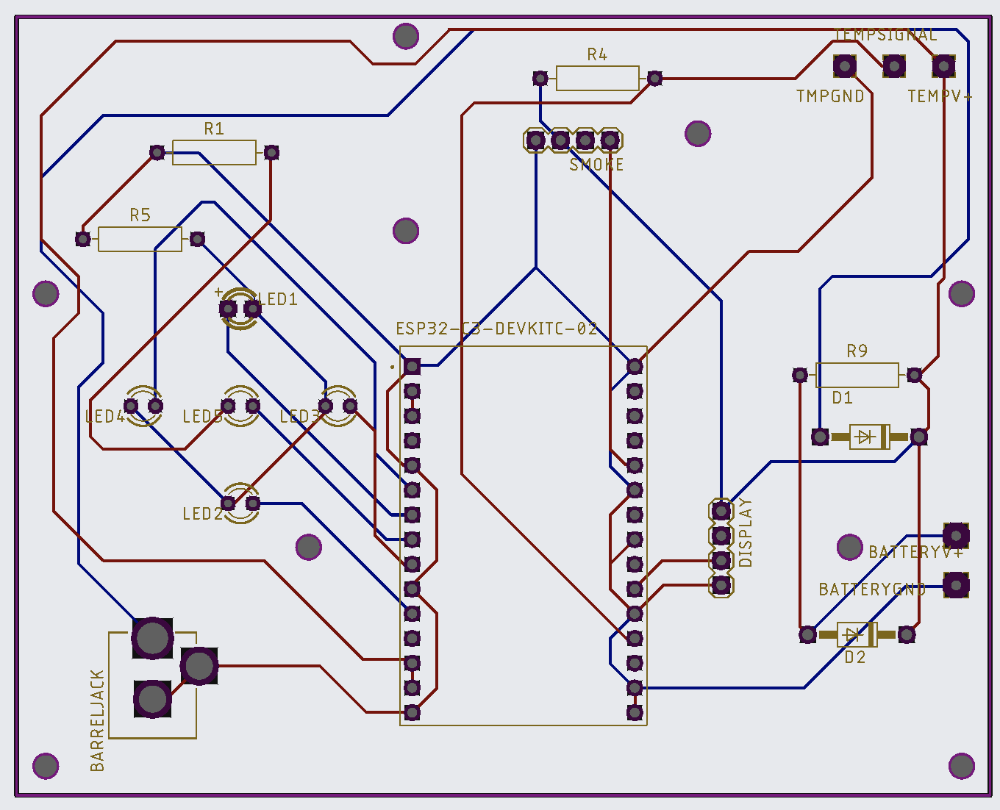 TEMPSIGNAL
R4
TMPGND
TEMPV+
R1
SMOKE
R5
+
LED1
ESP32-C3-DEVKITC-02
R9
D1
LED4
LED5
LED3
LED2
DISPLAY
BATTERYV+
BATTERYGND
D2
BARRELJACK